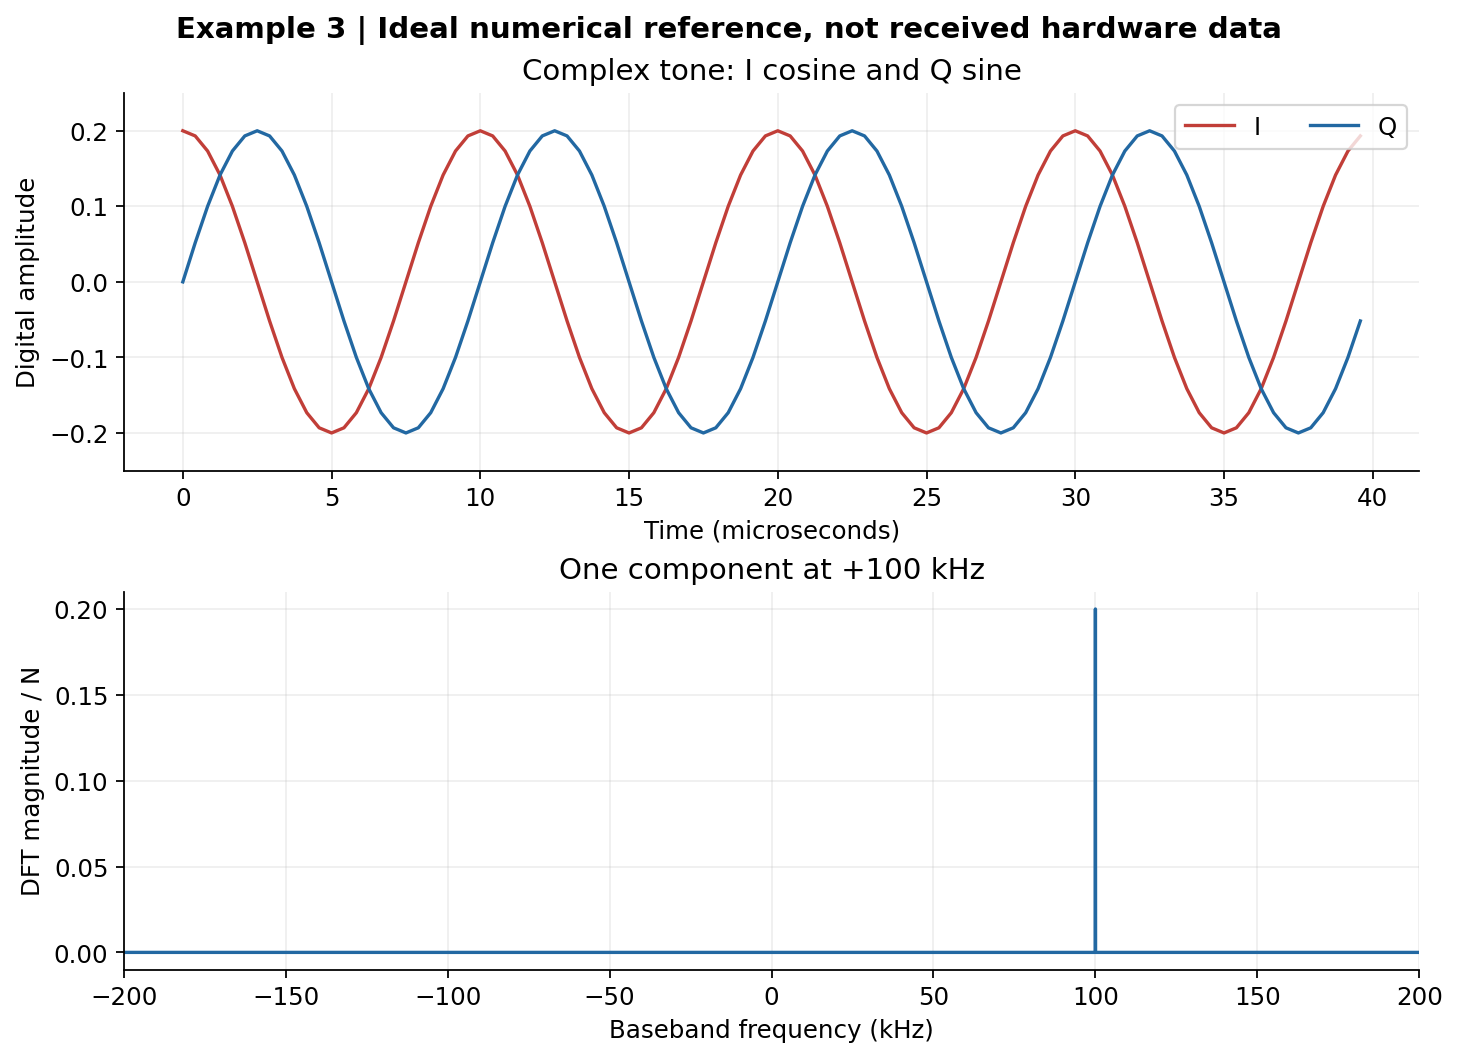 Example 3 | Ideal numerical reference, not received hardware data
Complex tone: I cosine and Q sine
I Q
Digital amplitude
0.2
0.1
0.0
−0.1
−0.2
0 5 10 15 20 25 30 35 40
Time (microseconds)
One component at +100 kHz
DFT magnitude / N
0.20
0.15
0.10
0.05
0.00
−200 −150 −100 −50 0 50 100 150 200
Baseband frequency (kHz)